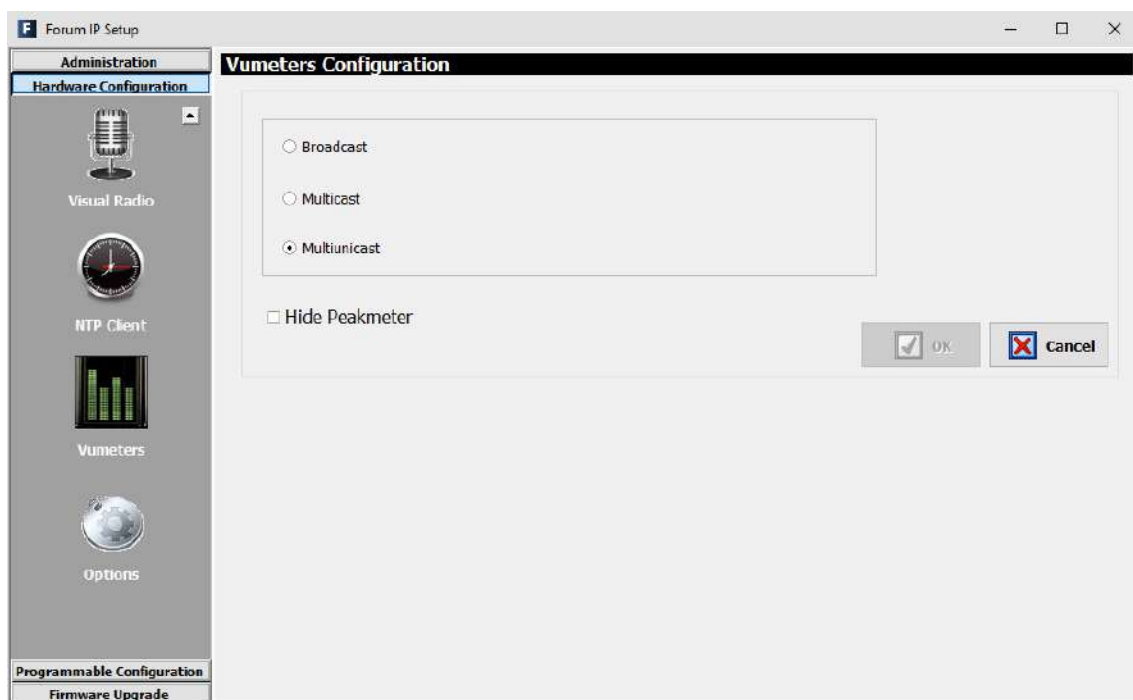 Forum IP Setup
Administration
Hardware Configuration
Visual Radio
NTP Client
Vumeters
Options
Programmable Configuration
Firmware Upgrade
Vumeters Configuration
Broadcast
Multicast
Multiunicast
Hide Peakmeter
OK
Cancel